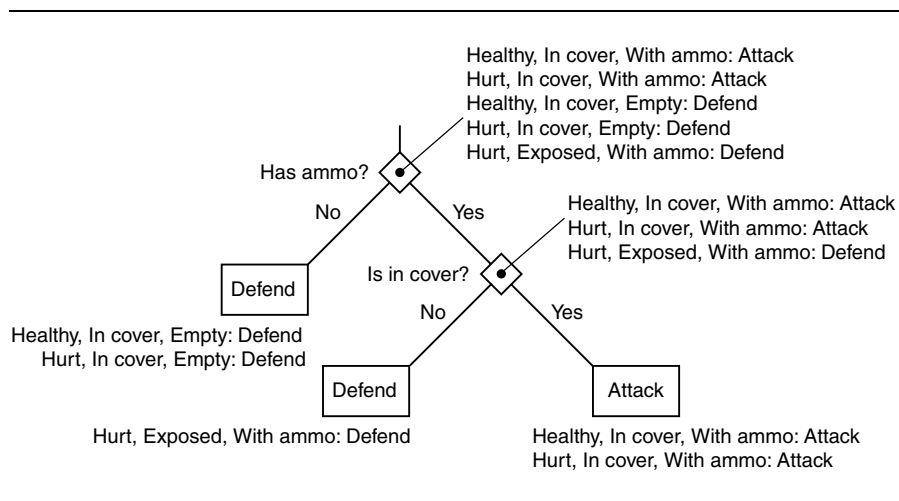 Healthy, In cover, With ammo: Attack
Hurt, In cover, With ammo: Attack
Healthy, In cover, Empty: Defend
Hurt, In cover, Empty: Defend
Hurt, Exposed, With ammo: Defend
Has ammo?
No
Yes
Healthy, In cover, With ammo: Attack
Hurt, In cover, With ammo: Attack
Hurt, Exposed, With ammo: Defend
Is in cover?
Defend
No
Yes
Healthy, In cover, Empty: Defend
Hurt, In cover, Empty: Defend
Defend
Attack
Hurt, Exposed, With ammo: Defend
Healthy, In cover, With ammo: Attack
Hurt, In cover, With ammo: Attack